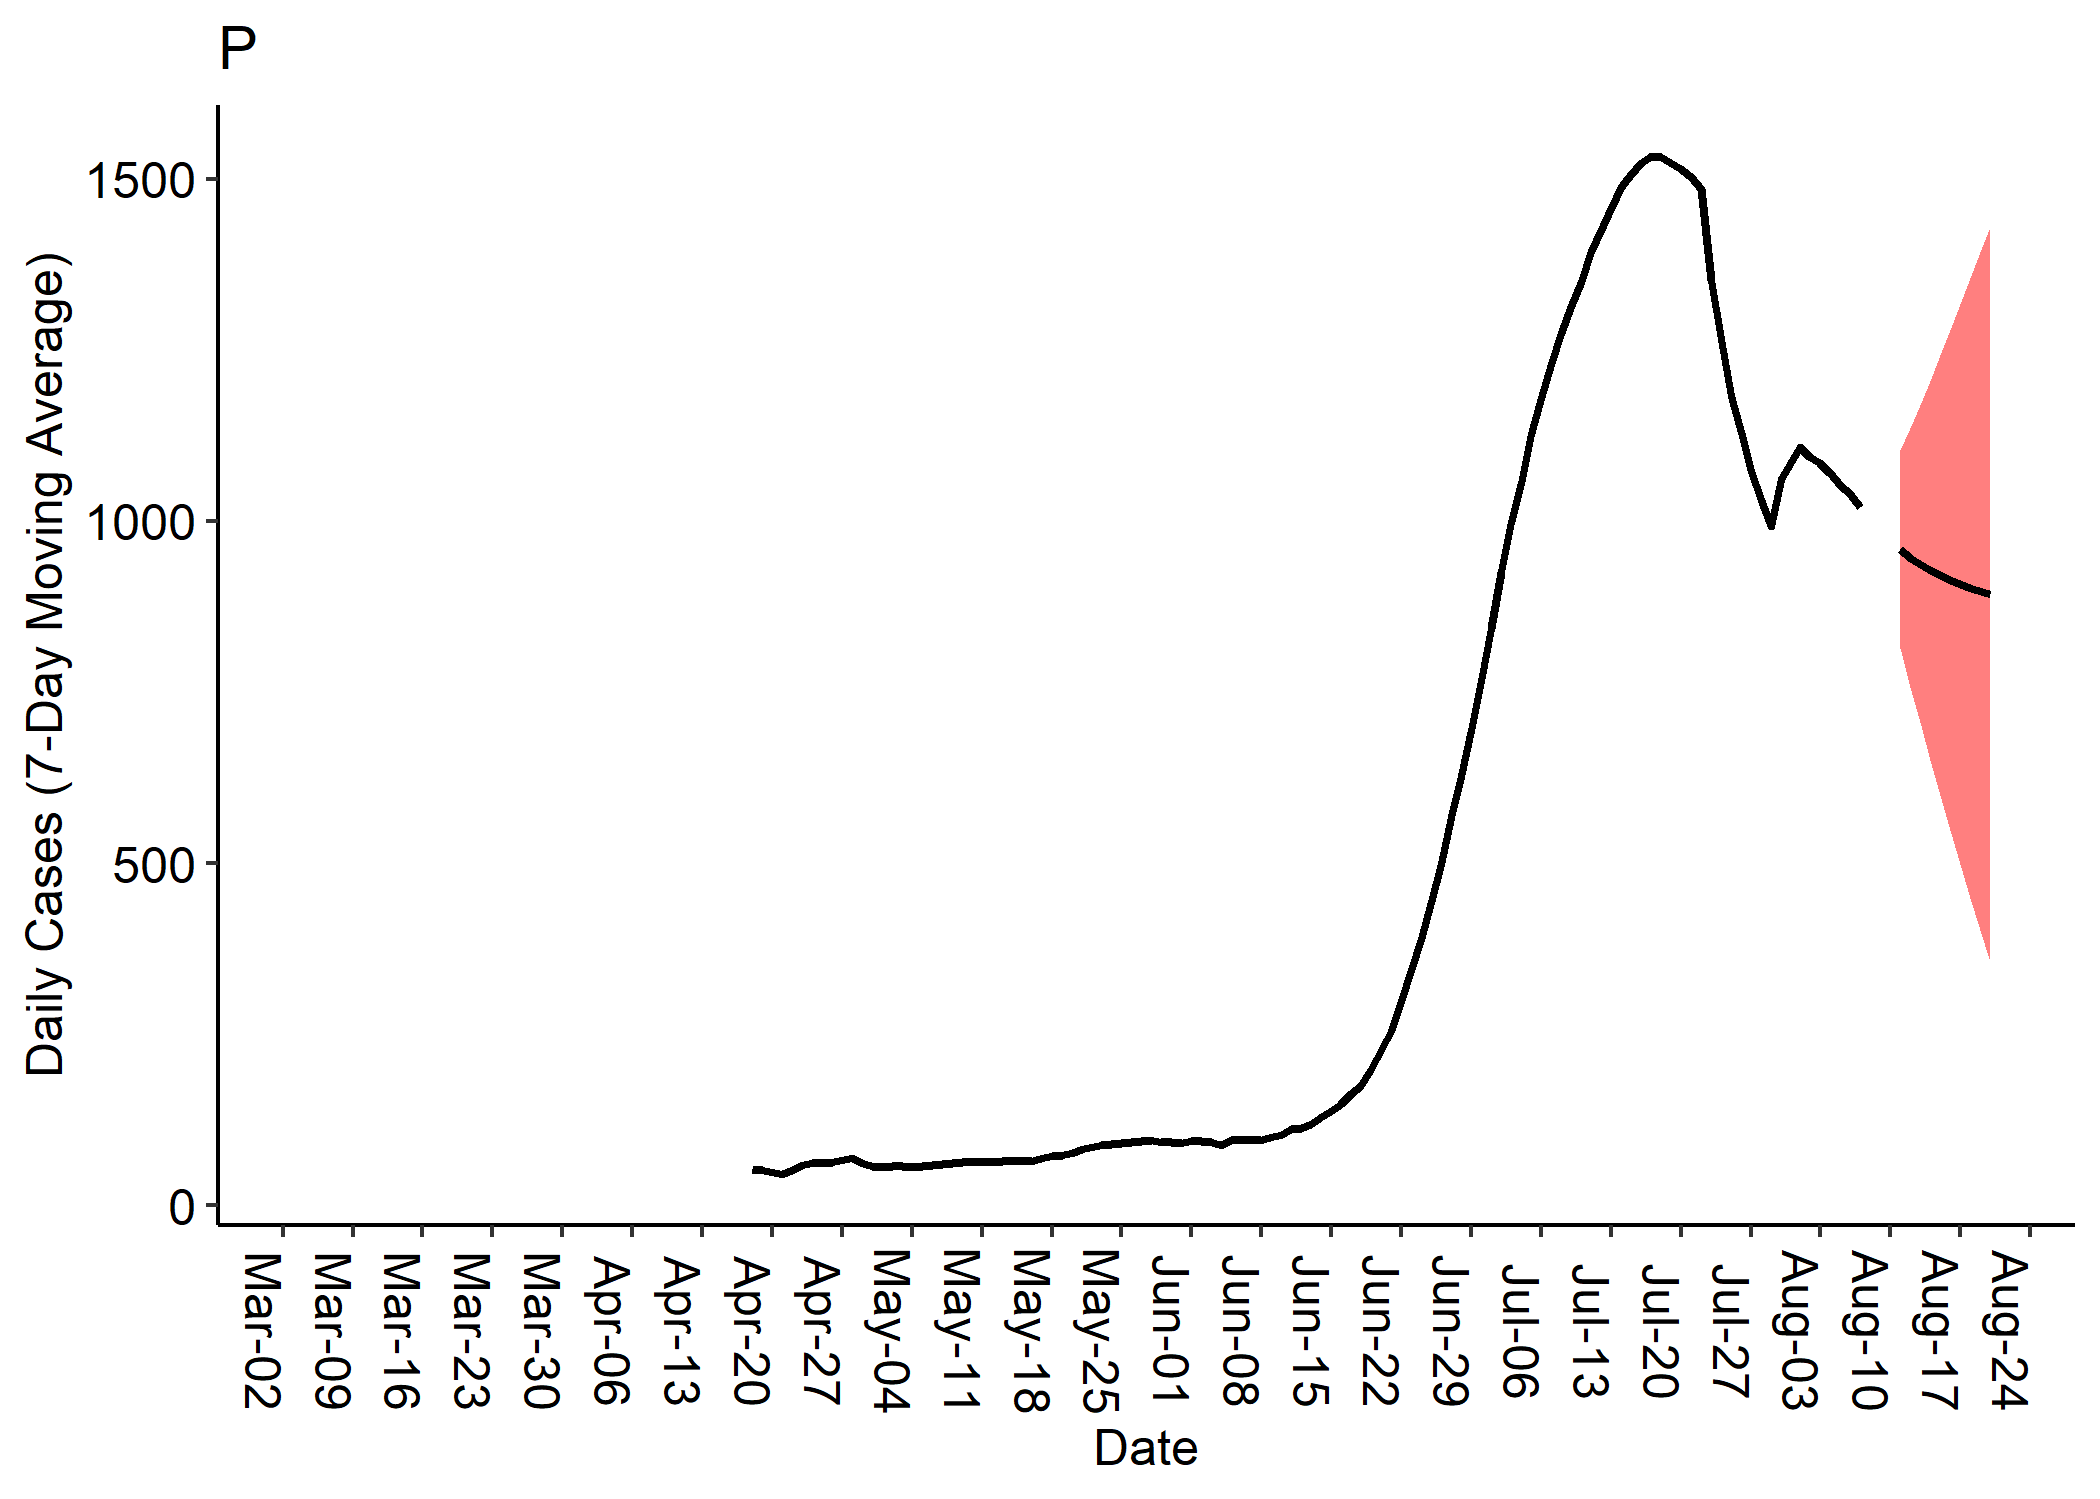 P
Daily Cases (7-Day Moving Average)
1500
1000
500
0
Mar-02
Mar-09
Mar-16
Mar-23
Mar-30
Apr-06
Apr-13
Apr-20
Apr-27
May-04
May-11
May-18
May-25
Jun-01
Jun-08
Jun-15
Jun-22
Jun-29
Jul-06
Jul-13
Jul-20
Jul-27
Aug-03
Aug-10
Aug-17
Aug-24
Date